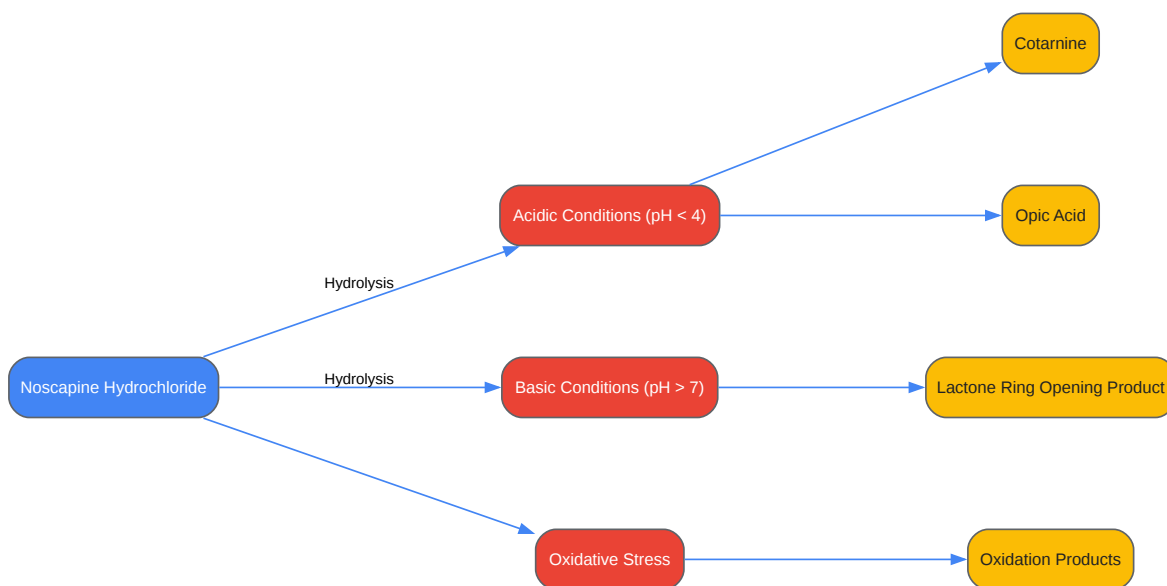 Cotarnine
Acidic Conditions (pH < 4)
Opic Acid
Hydrolysis
Noscapine Hydrochloride
Hydrolysis
Basic Conditions (pH > 7)
Lactone Ring Opening Product
Oxidative Stress
Oxidation Products